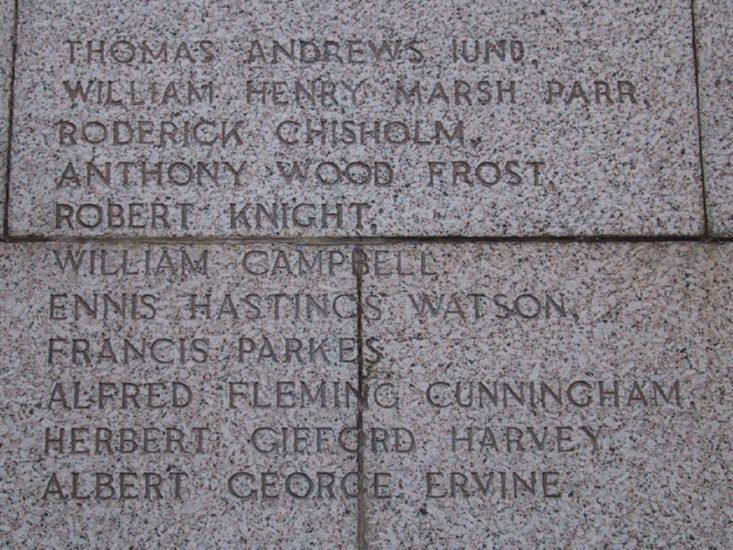 THOMAS ANDREWS IUND.
WILLIAM HENRY MARSH PARR.
RODERICK CHISHOLM.
ANTHONY WOOD FROST.
ROBERT KNIGHT.
WILLIAM CAMPBELL
ENNIS HASTINGS WATSON.
FRANCIS PARKES
ALFRED FLEMING CUNNINGHAM.
HERBERT GIFFORD HARVEY.
ALBERT GEORGE ERVINE.